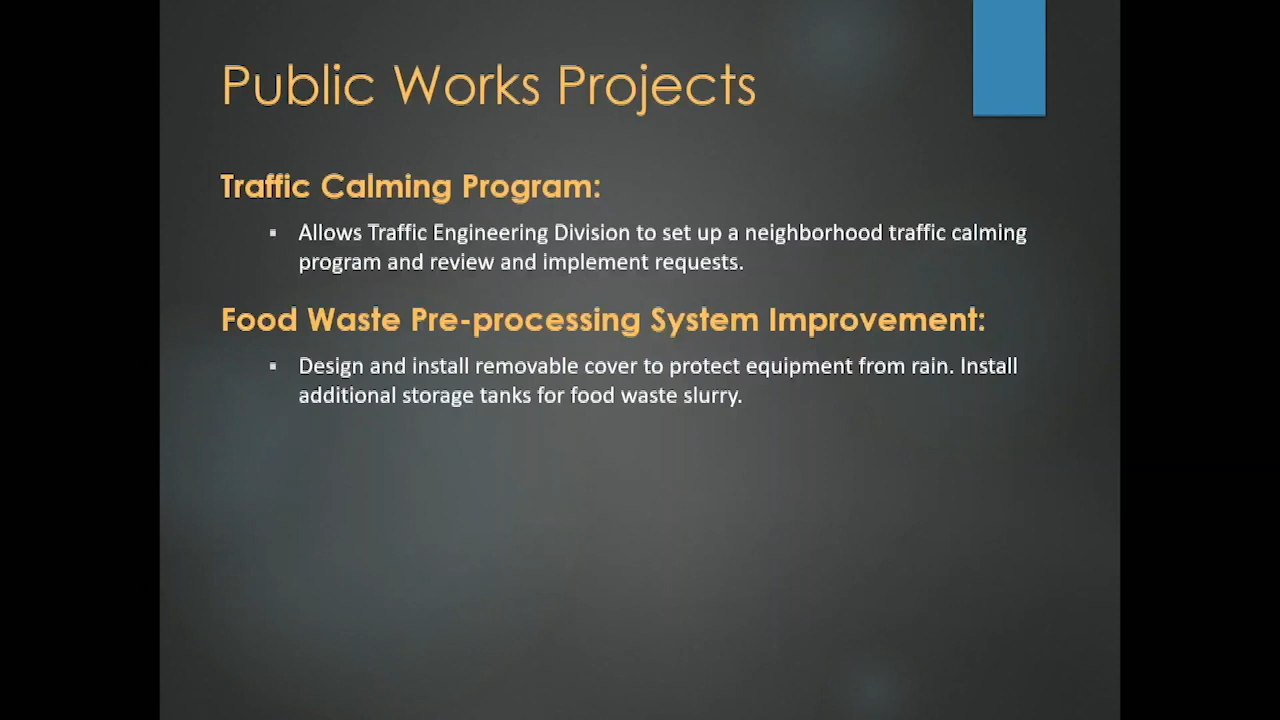 Public Works Projects
Traffic Calming Program:
▪ Allows Traffic Engineering Division to set up a neighborhood traffic calming
program and review and implement requests.
Food Waste Pre-processing System Improvement:
▪ Design and install removable cover to protect equipment from rain. Install
additional storage tanks for food waste slurry.